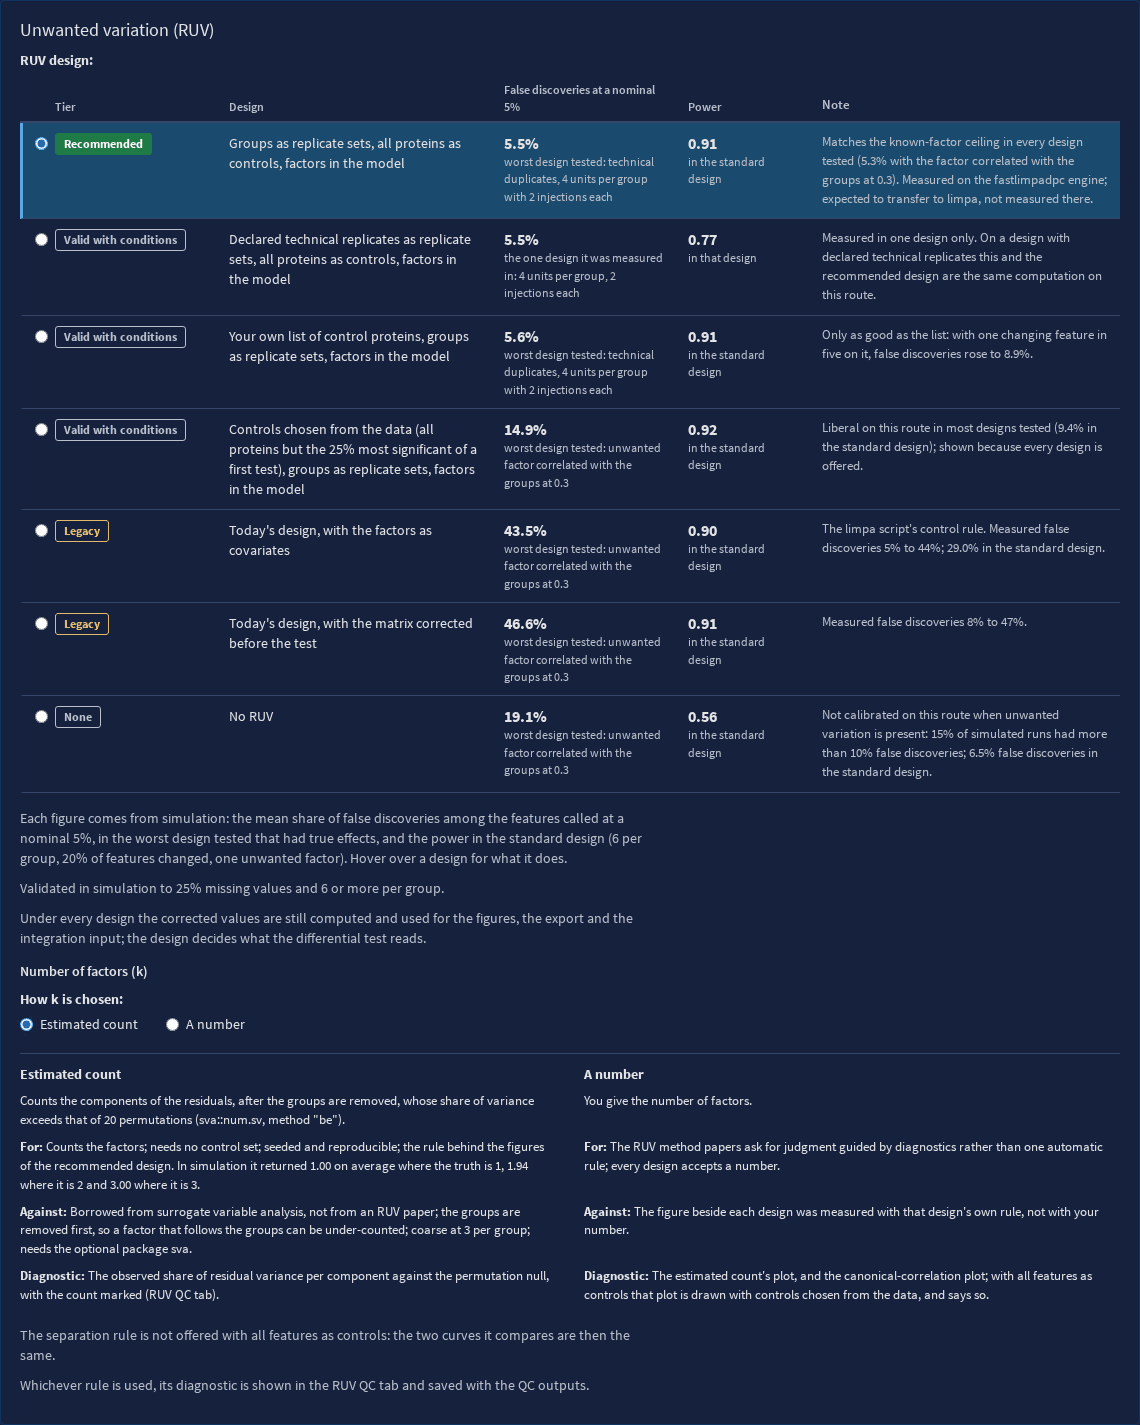 Unwanted variation (RUV)
RUV design:
Tier
Design
False discoveries at a nominal
5%
Power
Note
Recommended
Groups as replicate sets, all proteins as
controls, factors in the model
5.5%
worst design tested: technical
duplicates, 4 units per group
with 2 injections each
0.91
in the standard
design
Matches the known-factor ceiling in every design
tested (5.3% with the factor correlated with the
groups at 0.3). Measured on the fastlimpadpc engine;
expected to transfer to limpa, not measured there.
Valid with conditions
Declared technical replicates as replicate
sets, all proteins as controls, factors in
the model
5.5%
the one design it was measured
in: 4 units per group, 2
injections each
0.77
in that design
Measured in one design only. On a design with
declared technical replicates this and the
recommended design are the same computation on
this route.
Valid with conditions
Your own list of control proteins, groups
as replicate sets, factors in the model
5.6%
worst design tested: technical
duplicates, 4 units per group
with 2 injections each
0.91
in the standard
design
Only as good as the list: with one changing feature in
five on it, false discoveries rose to 8.9%.
Valid with conditions
Controls chosen from the data (all
proteins but the 25% most significant of a
first test), groups as replicate sets, factors
in the model
14.9%
worst design tested: unwanted
factor correlated with the
groups at 0.3
0.92
in the standard
design
Liberal on this route in most designs tested (9.4% in
the standard design); shown because every design is
offered.
Legacy
Today's design, with the factors as
covariates
43.5%
worst design tested: unwanted
factor correlated with the
groups at 0.3
0.90
in the standard
design
The limpa script's control rule. Measured false
discoveries 5% to 44%; 29.0% in the standard design.
Legacy
Today's design, with the matrix corrected
before the test
46.6%
worst design tested: unwanted
factor correlated with the
groups at 0.3
0.91
in the standard
design
Measured false discoveries 8% to 47%.
None
No RUV
19.1%
worst design tested: unwanted
factor correlated with the
groups at 0.3
0.56
in the standard
design
Not calibrated on this route when unwanted
variation is present: 15% of simulated runs had more
than 10% false discoveries; 6.5% false discoveries in
the standard design.
Each figure comes from simulation: the mean share of false discoveries among the features called at a
nominal 5%, in the worst design tested that had true effects, and the power in the standard design (6 per
group, 20% of features changed, one unwanted factor). Hover over a design for what it does.
Validated in simulation to 25% missing values and 6 or more per group.
Under every design the corrected values are still computed and used for the figures, the export and the
integration input; the design decides what the differential test reads.
Number of factors (k)
How k is chosen:
Estimated count
A number
Estimated count
Counts the components of the residuals, after the groups are removed, whose share of variance
exceeds that of 20 permutations (sva::num.sv, method "be").
For: Counts the factors; needs no control set; seeded and reproducible; the rule behind the figures
of the recommended design. In simulation it returned 1.00 on average where the truth is 1, 1.94
where it is 2 and 3.00 where it is 3.
Against: Borrowed from surrogate variable analysis, not from an RUV paper; the groups are
removed first, so a factor that follows the groups can be under-counted; coarse at 3 per group;
needs the optional package sva.
Diagnostic: The observed share of residual variance per component against the permutation null,
with the count marked (RUV QC tab).
A number
You give the number of factors.
For: The RUV method papers ask for judgment guided by diagnostics rather than one automatic
rule; every design accepts a number.
Against: The figure beside each design was measured with that design's own rule, not with your
number.
Diagnostic: The estimated count's plot, and the canonical-correlation plot; with all features as
controls that plot is drawn with controls chosen from the data, and says so.
The separation rule is not offered with all features as controls: the two curves it compares are then the
same.
Whichever rule is used, its diagnostic is shown in the RUV QC tab and saved with the QC outputs.